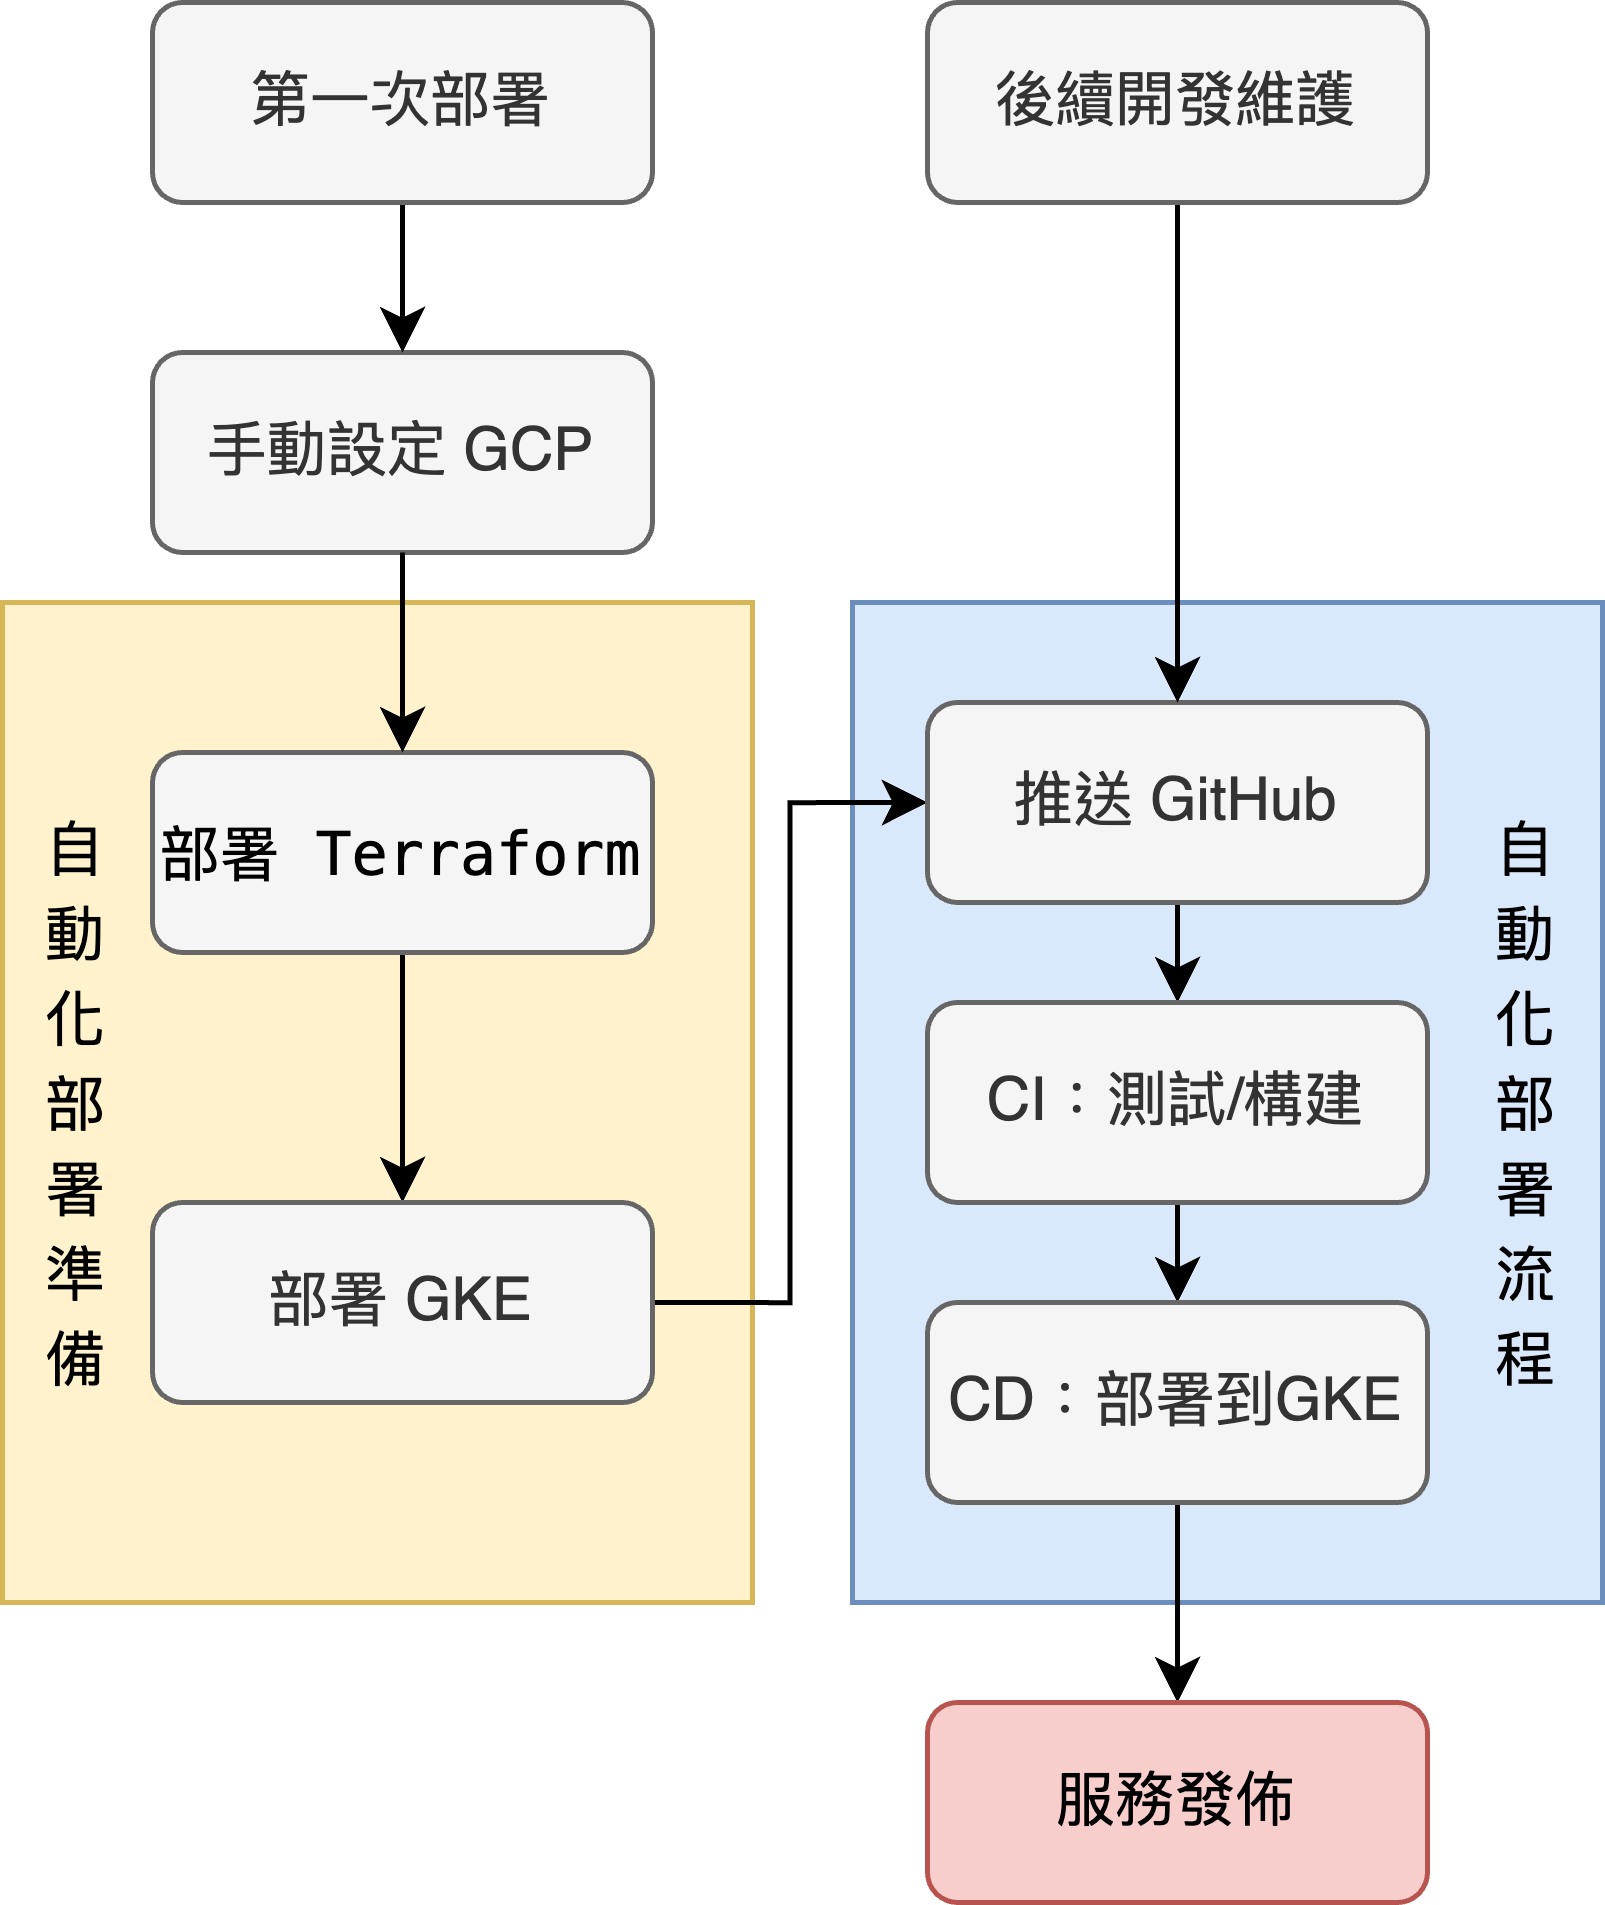 第一次部署
後續開發維護
手動設定 GCP
自動化部署準備
部署 Terraform
部署 GKE
推送 GitHub
CI：測試/構建
CD：部署到GKE
自動化部署流程
服務發佈